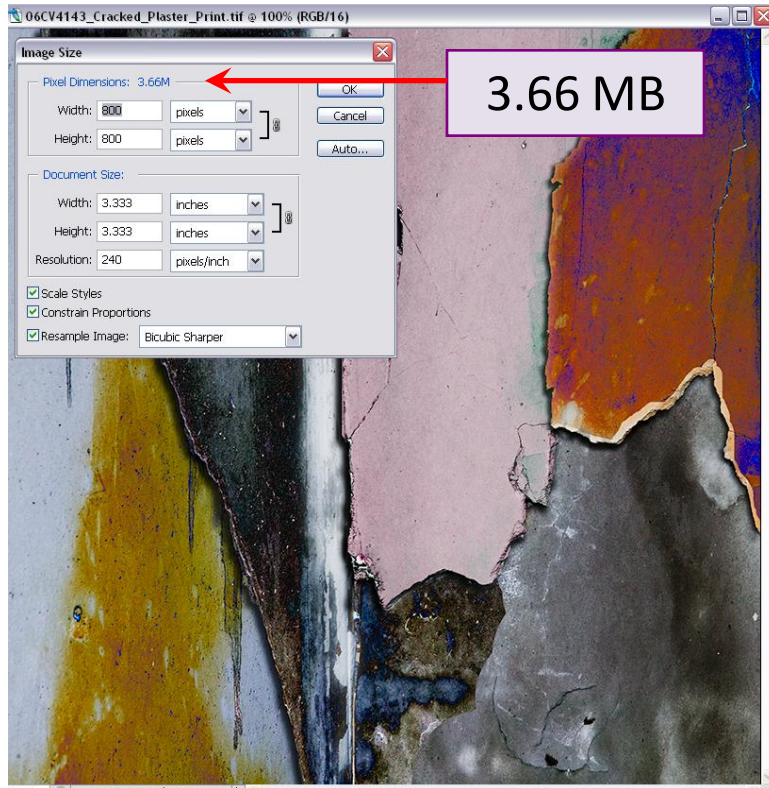 06CV4143_Cracked_Plaster_Print.tif @ 100% (RGB/16)
Image Size
Pixel Dimensions: 3.66M
Width: 800 pixels
Height: 800 pixels
OK
Cancel
Auto...
3.66 MB
Document Size:
Width: 3.333 inches
Height: 3.333 inches
Resolution: 240 pixels/inch
Scale Styles
Constrain Proportions
Resample Image: Bicubic Sharper